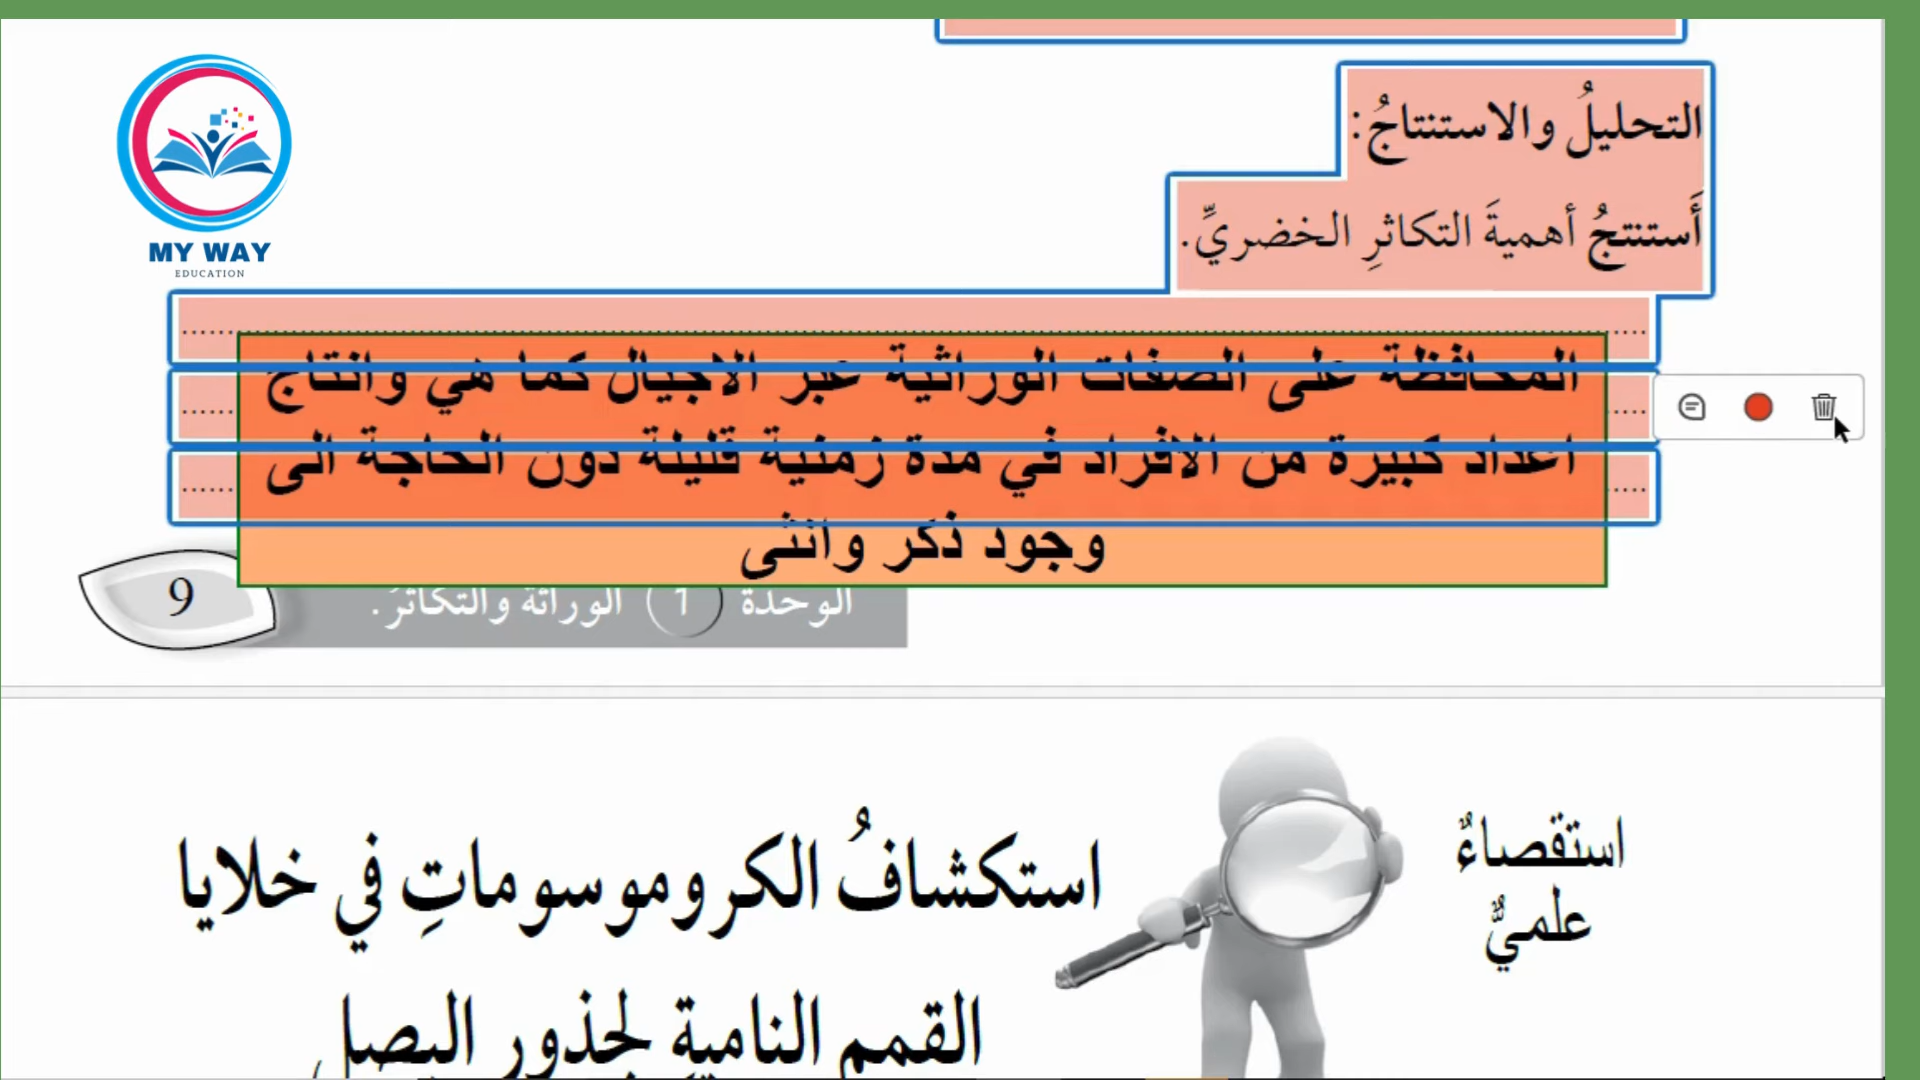 MY WAY
EDUCATION
التحليلُ والاستنتاجُ:
أَستنتجُ أهميةَ التكاثرِ الخضريِّ.
المحافظة على الصفات الوراثية عبر الاجيال كما هي وانتاج
اعداد كبيرة من الافراد في مدة زمنية قليلة دون الحاجة الى
وجود ذكر وانثى
الوحدة 1 الوراثة والتكاثرُ.
9
استقصاءٌ
علميٌّ
استكشافُ الكروموسوماتِ في خلايا
القمم الناميةِ لجذور البصل